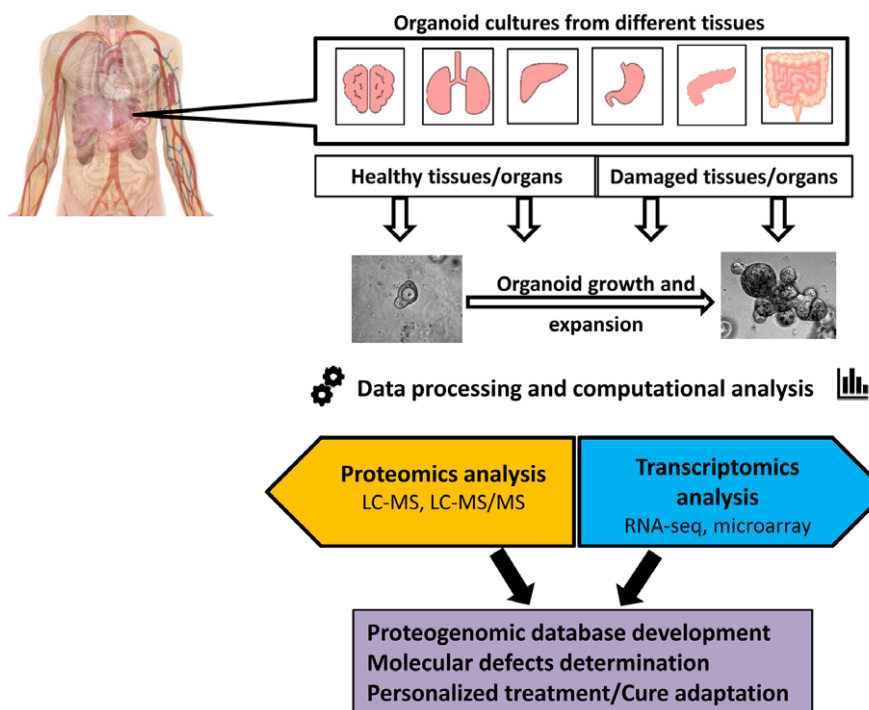 Organoid cultures from different tissues
Healthy tissues/organs
Damaged tissues/organs
Organoid growth and
expansion
Data processing and computational analysis
Proteomics analysis
LC-MS, LC-MS/MS
Transcriptomics
analysis
RNA-seq, microarray
Proteogenomic database development
Molecular defects determination
Personalized treatment/Cure adaptation